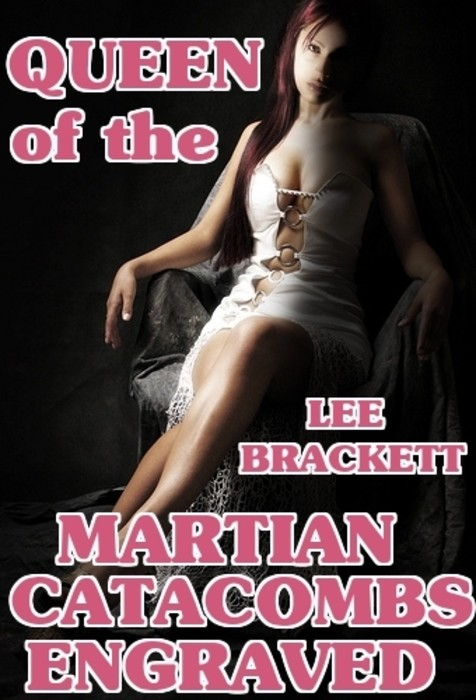 QUEEN
of the
LEE
BRACKETT
MARTIAN
CATACOMBS
ENGRAVED